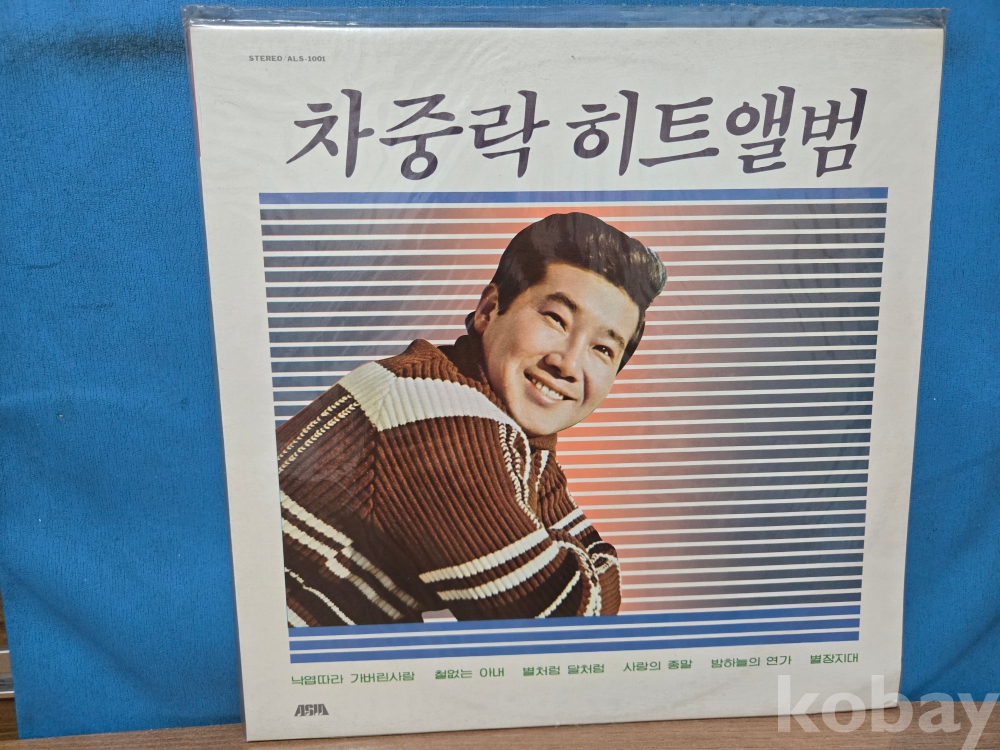 STEREO/ALS-1001
차중락 히트앨범
낙엽따라 가버린사랑 철없는 아내 별처럼 달처럼 사랑의 종말 밤하늘의 연가 별장지대
ASIA
kobay